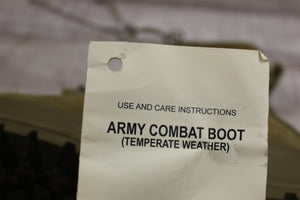 USE AND CARE INSTRUCTIONS
ARMY COMBAT BOOT
(TEMPERATE WEATHER)